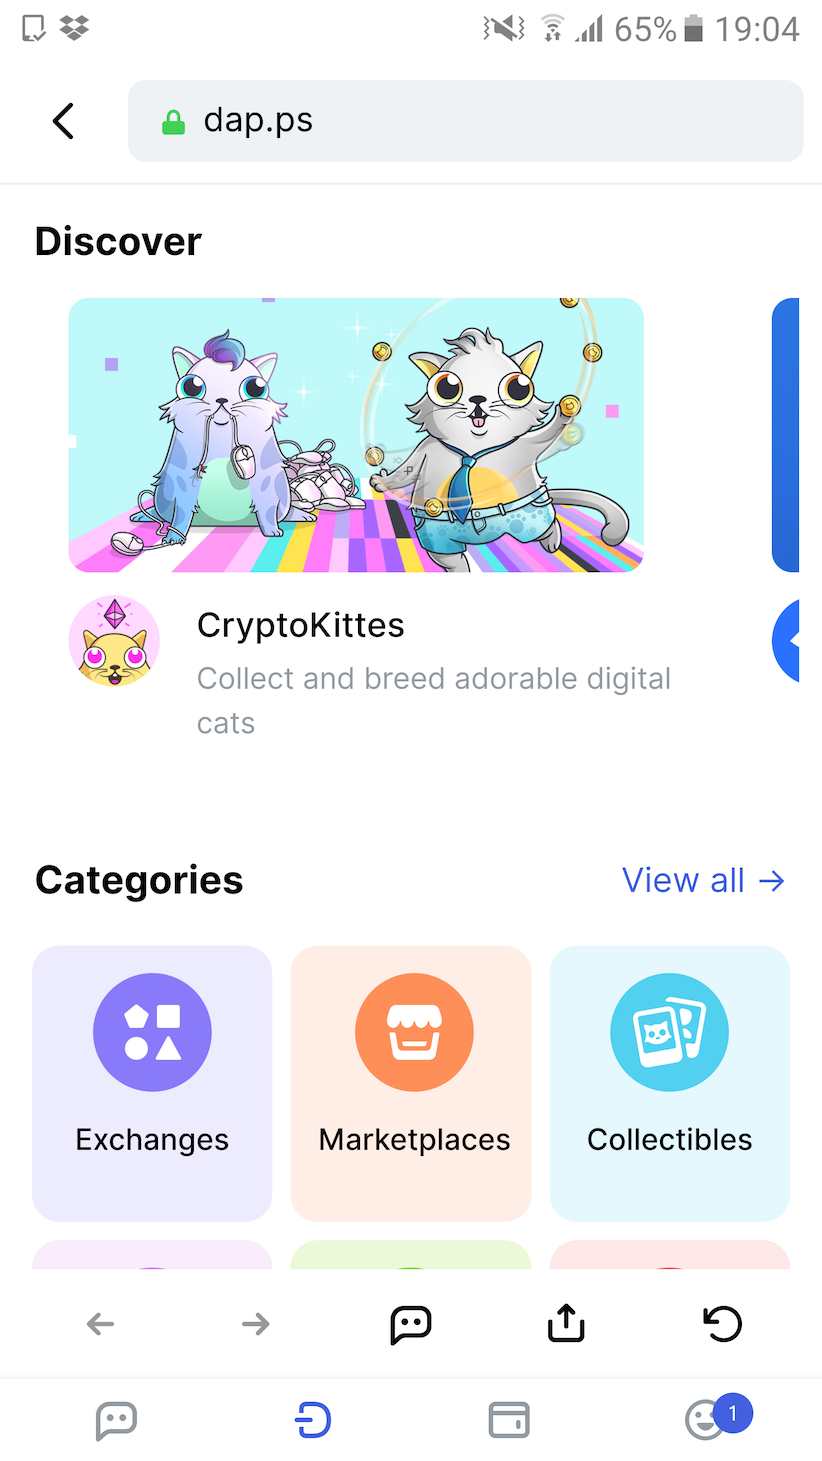 65% 19:04
dap.ps
Discover
CryptoKittes
Collect and breed adorable digital
cats
Categories
View all →
Exchanges
Marketplaces
Collectibles
1